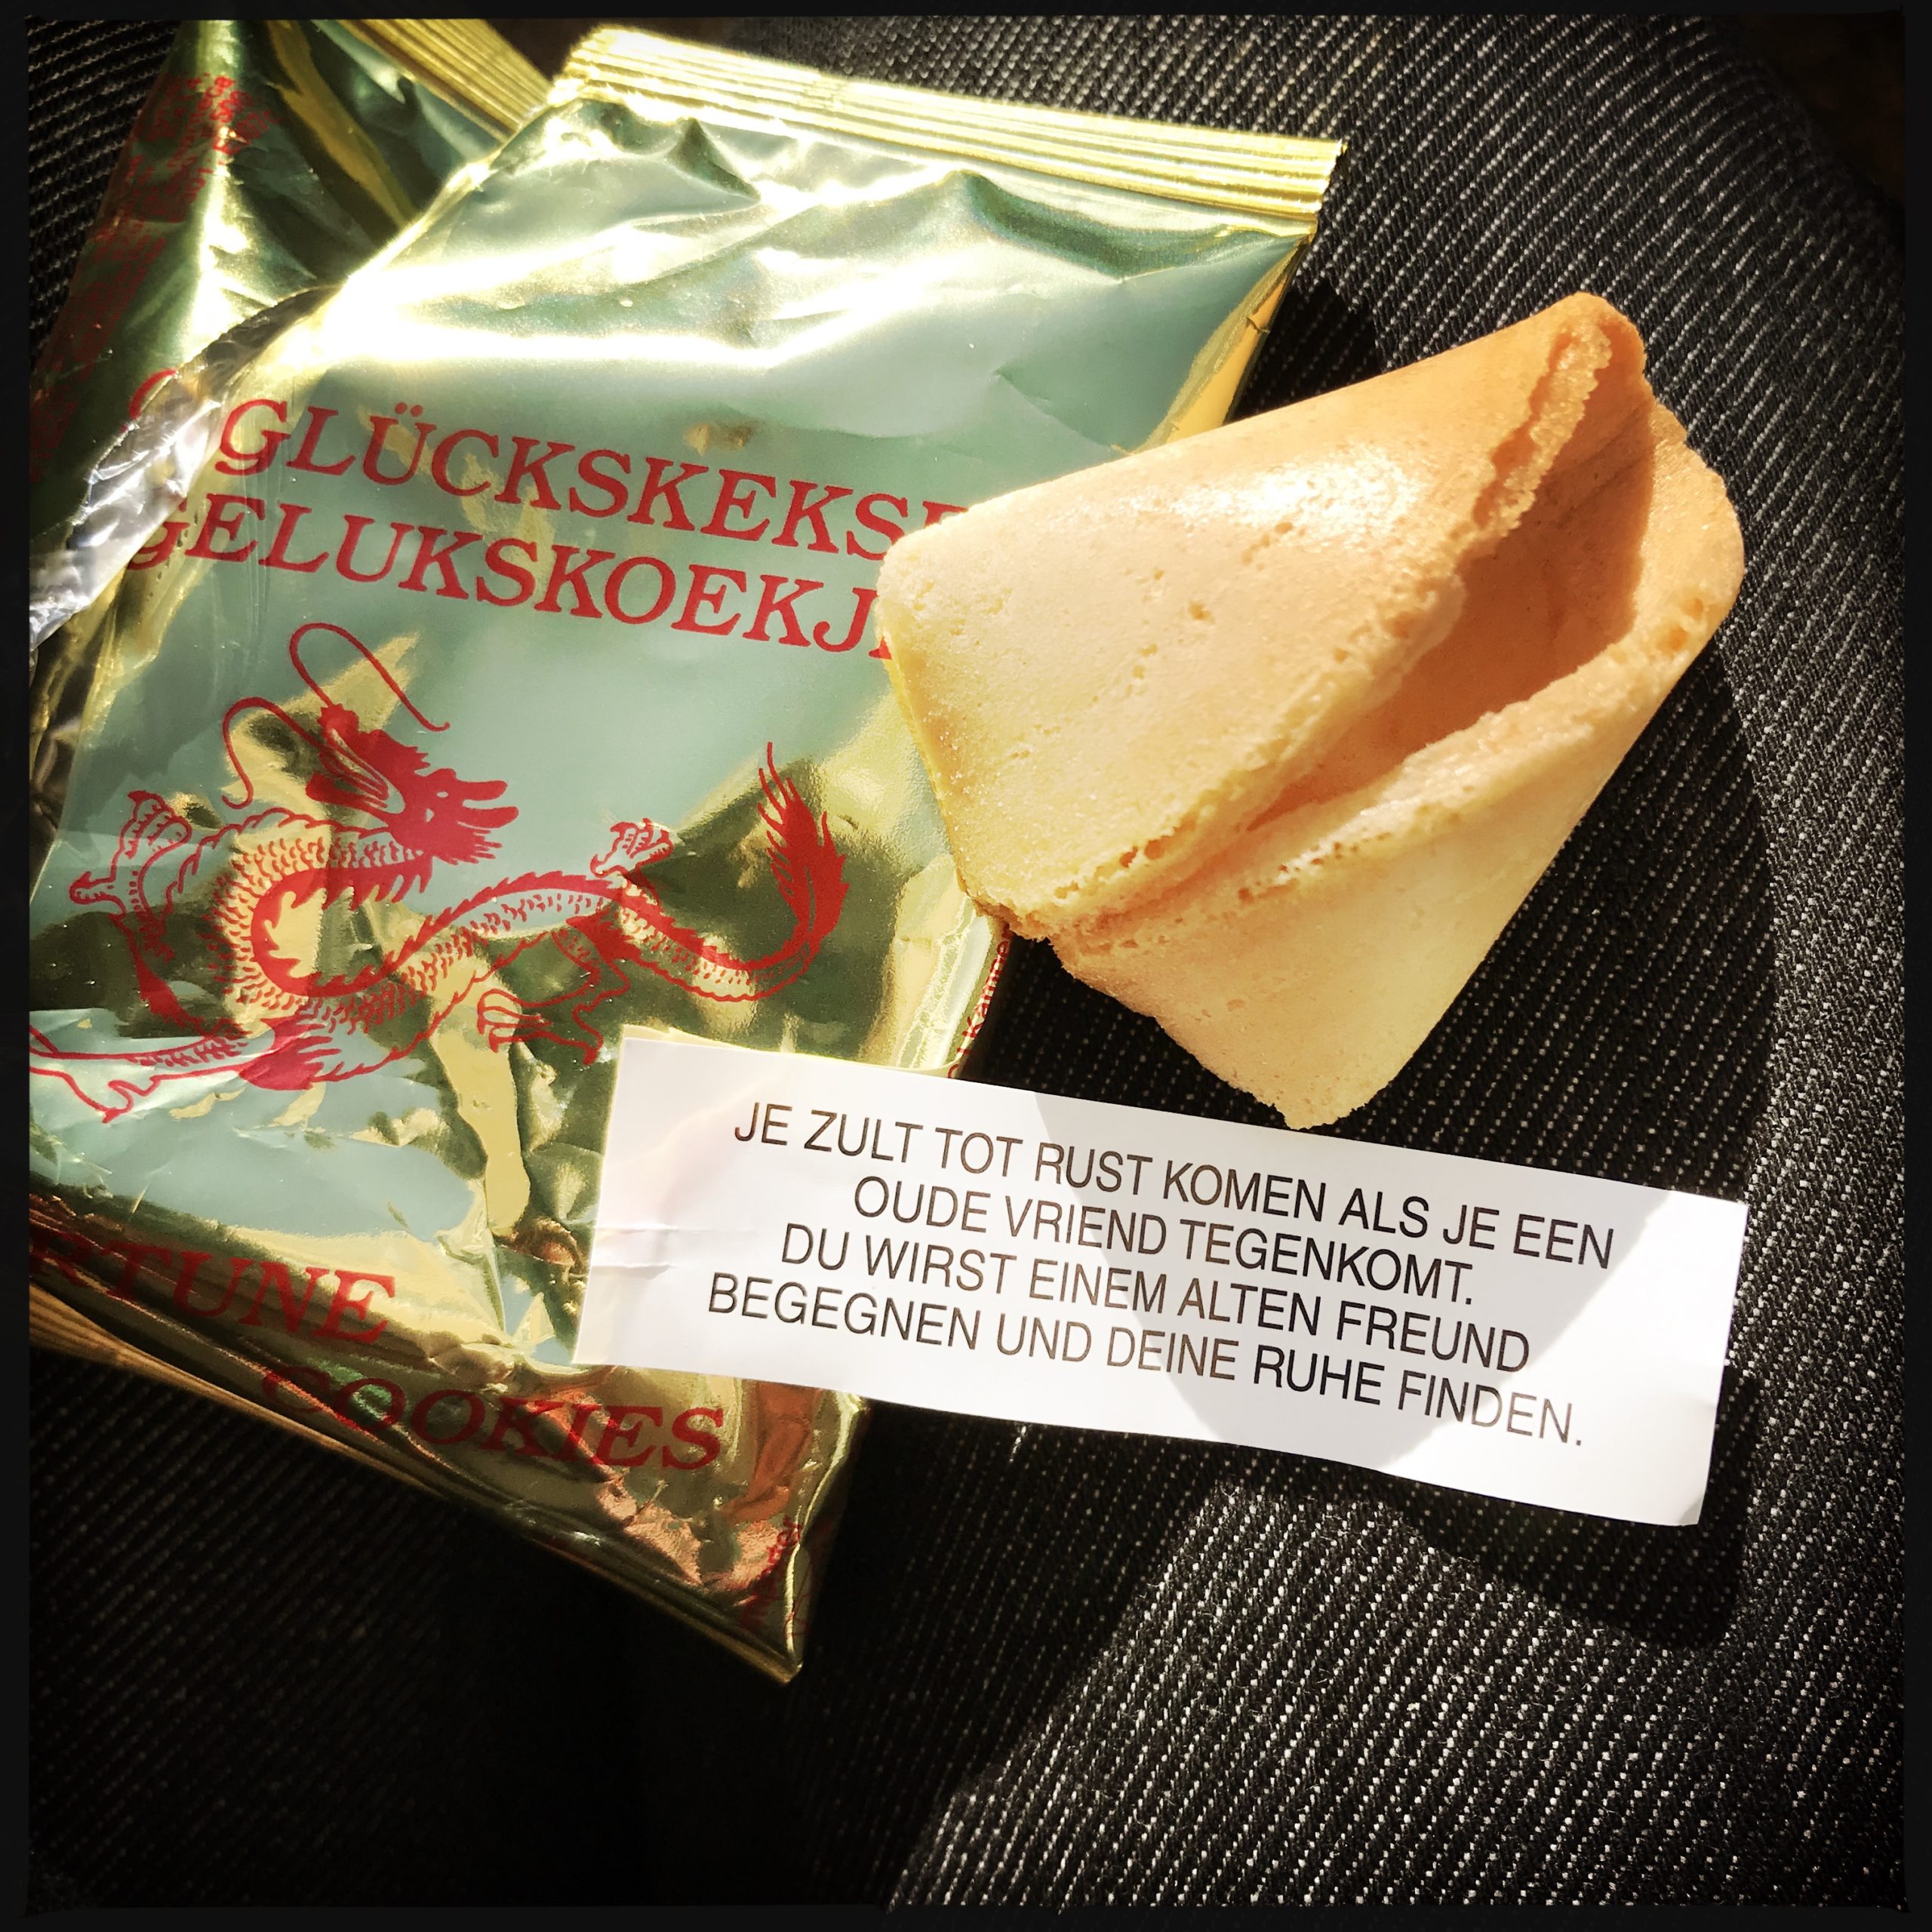 GLÜCKSKEKSE
GELUKSKOEKJ
RTUNE
COOKIES
JE ZULT TOT RUST KOMEN ALS JE EEN
OUDE VRIEND TEGENKOMT.
DU WIRST EINEM ALTEN FREUND
BEGEGNEN UND DEINE RUHE FINDEN.